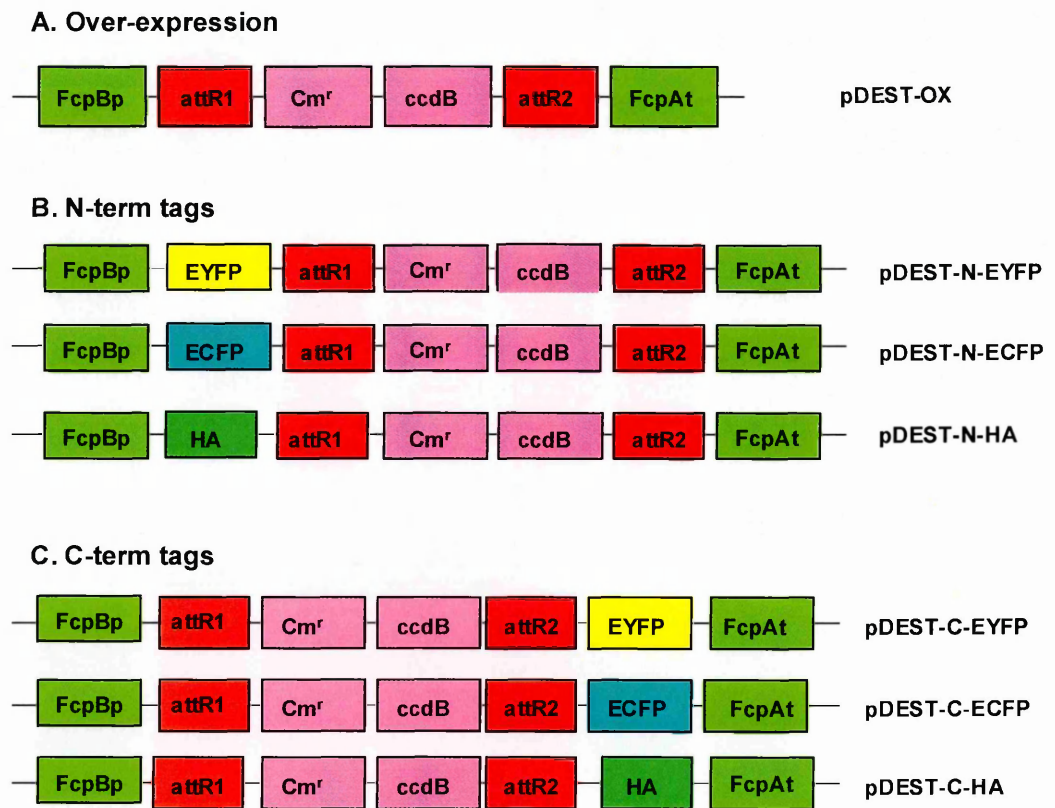 A. Over-expression
FcpBp attR1 Cmʳ ccdB attR2 FcpAt pDEST-OX
B. N-term tags
FcpBp EYFP attR1 Cmʳ ccdB attR2 FcpAt pDEST-N-EYFP
FcpBp ECFP attR1 Cmʳ ccdB attR2 FcpAt pDEST-N-ECFP
FcpBp HA attR1 Cmʳ ccdB attR2 FcpAt pDEST-N-HA
C. C-term tags
FcpBp attR1 Cmʳ ccdB attR2 EYFP FcpAt pDEST-C-EYFP
FcpBp attR1 Cmʳ ccdB attR2 ECFP FcpAt pDEST-C-ECFP
FcpBp attR1 Cmʳ ccdB attR2 HA FcpAt pDEST-C-HA